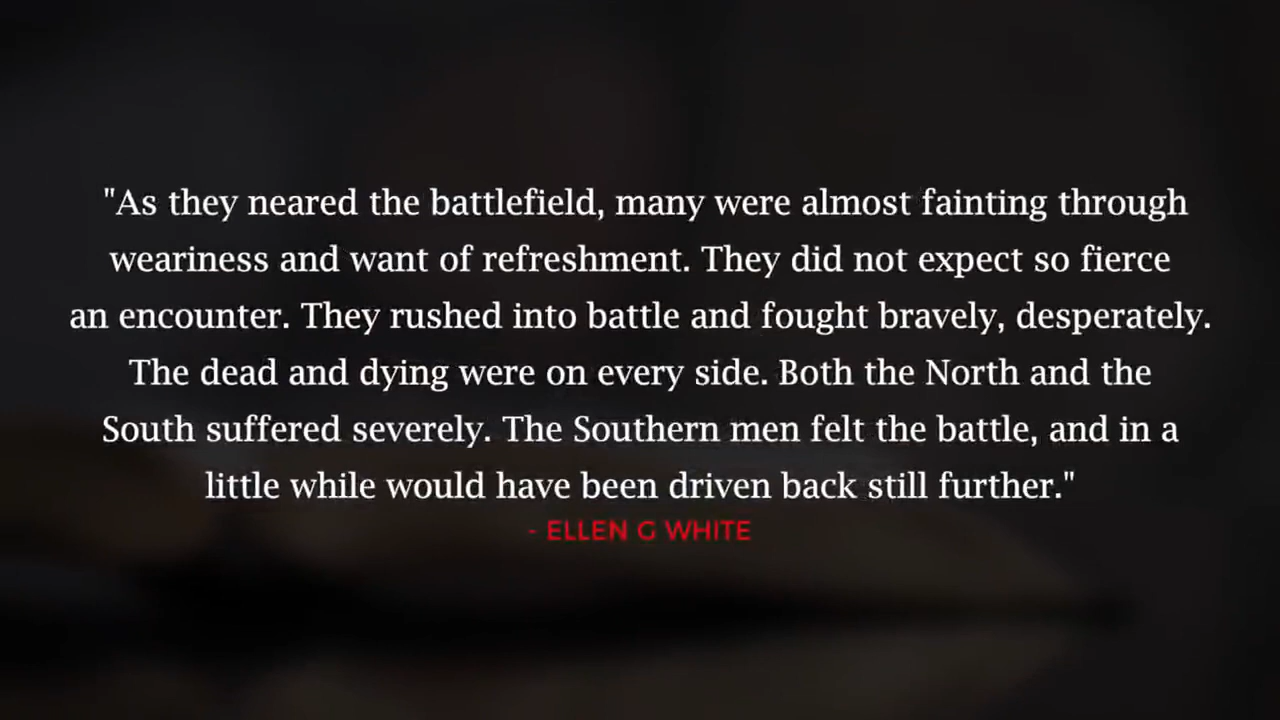 "As they neared the battlefield, many were almost fainting through
weariness and want of refreshment. They did not expect so fierce
an encounter. They rushed into battle and fought bravely, desperately.
The dead and dying were on every side. Both the North and the
South suffered severely. The Southern men felt the battle, and in a
little while would have been driven back still further."
- ELLEN G WHITE